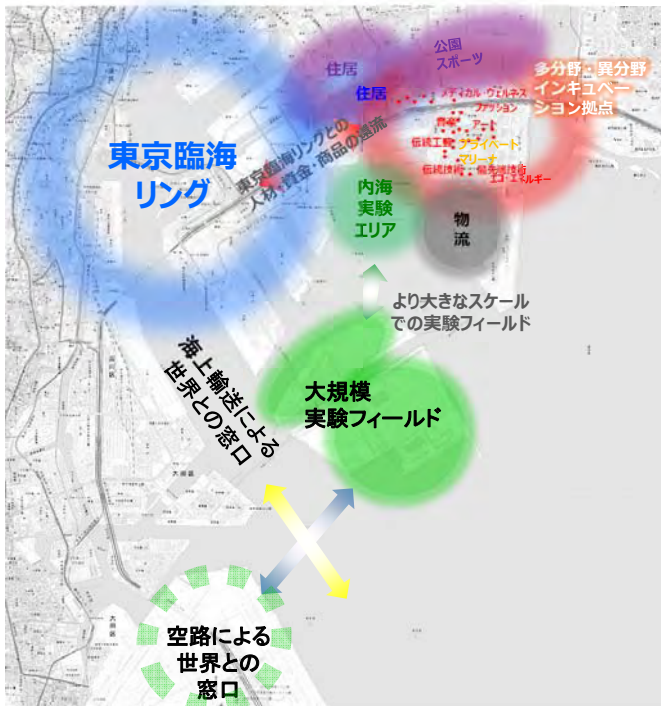 住居
公園
スポーツ
住居
メディカル・ウェルネス
ファッション
アート
伝統工芸
プライベート
マリーナ
伝統技術・最先端技術
エコ・エネルギー
多分野・異分野
インキュベー
ション拠点
東京臨海
リング
東京臨海リングとの
人材・資金・商品の還流
内海
実験
エリア
物
流
より大きなスケール
での実験フィールド
海上輸送による
世界との窓口
大規模
実験フィールド
大田区
大田区
空路による
世界との
窓口